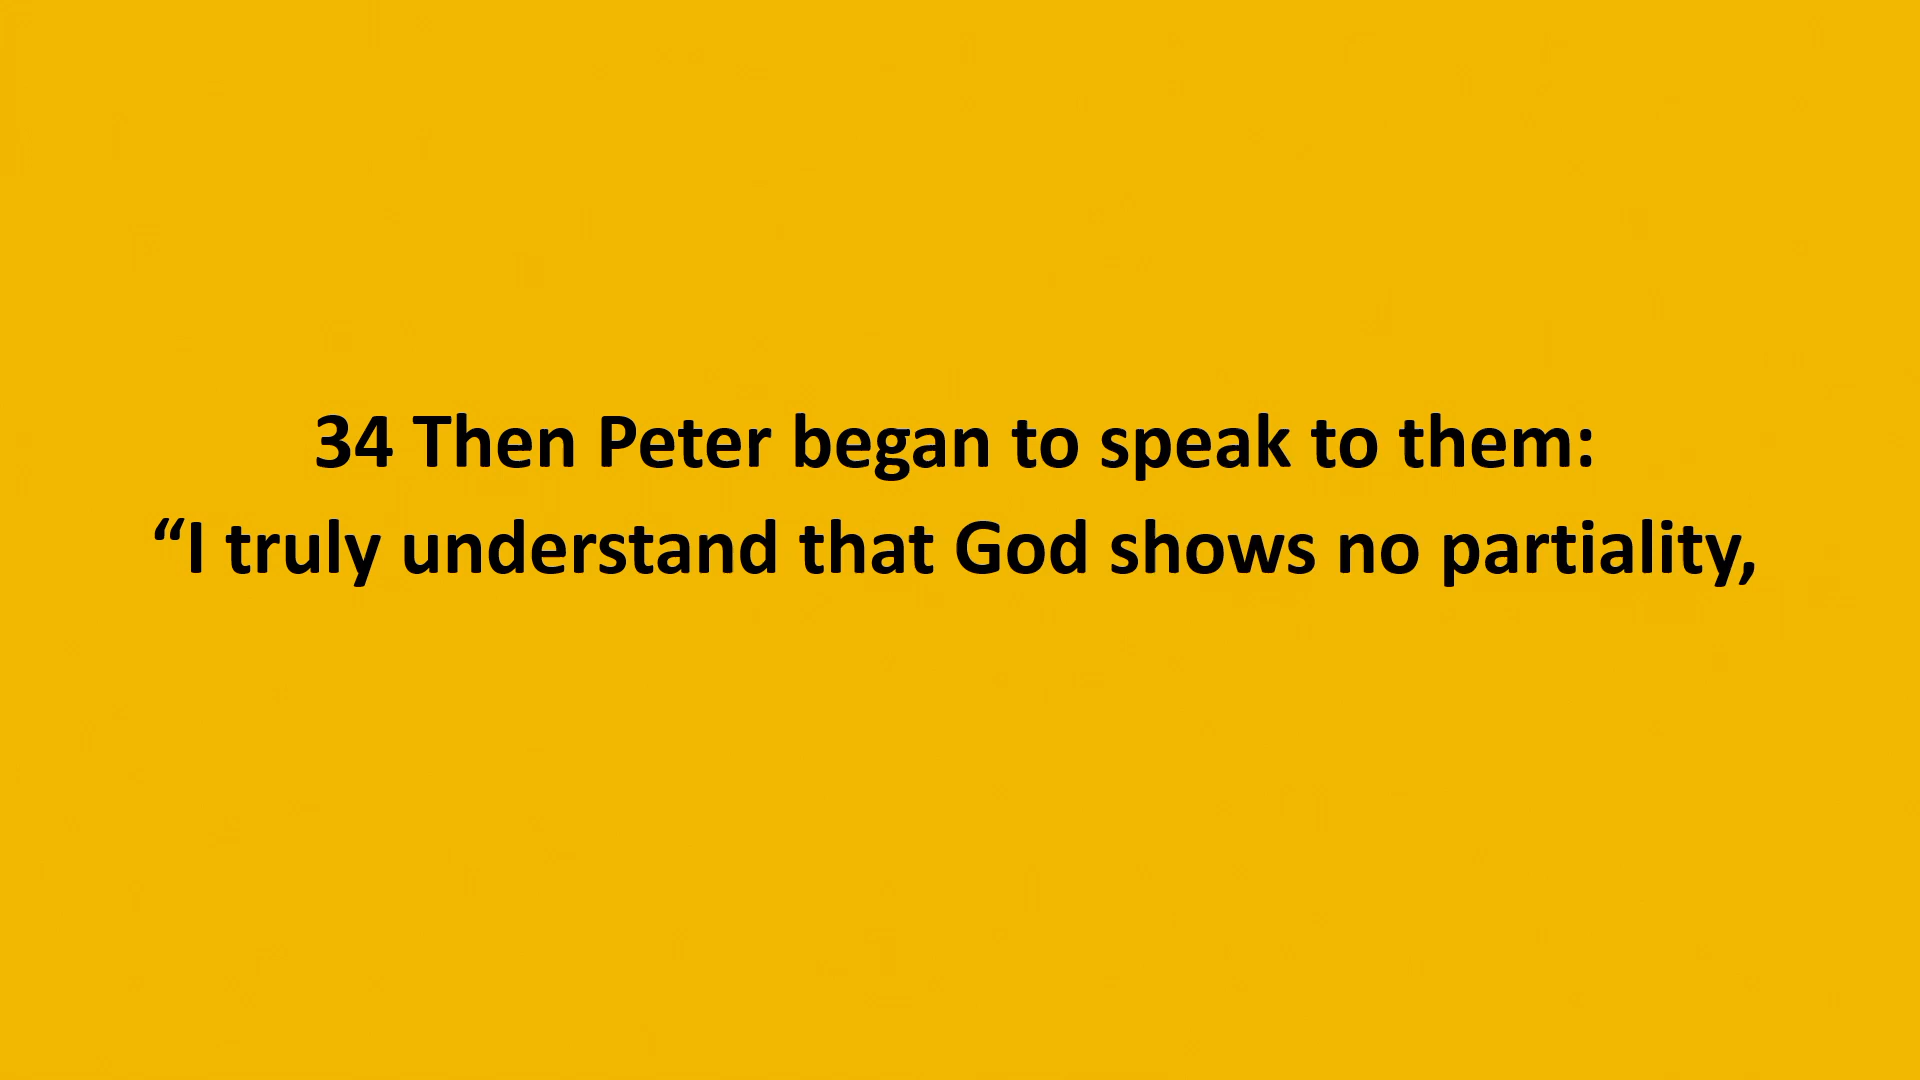 34 Then Peter began to speak to them:
“I truly understand that God shows no partiality,